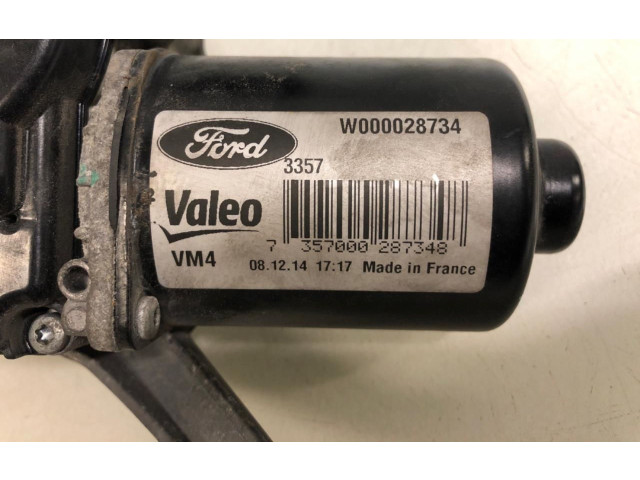 W000028734
Ford
3357
Valeo
7 357000 287348
VM4
08.12.14 17:17 Made in France